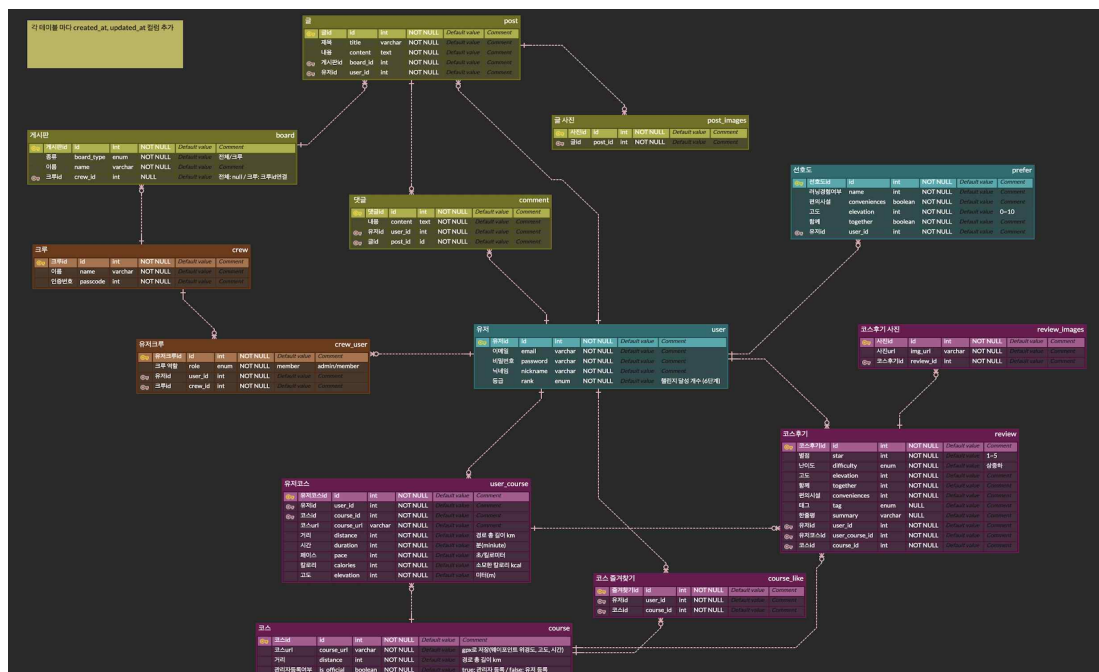 각 테이블 마다 created_at, updated_at 컬럼 추가
글 post
글id id int NOT NULL Default value Comment
제목 title varchar NOT NULL Default value Comment
내용 content text NOT NULL Default value Comment
게시판id board_id int NOT NULL Default value Comment
유저id user_id int NOT NULL Default value Comment
글 사진 post_images
사진id id int NOT NULL Default value Comment
글id post_id int NOT NULL Default value Comment
게시판 board
게시판id id int NOT NULL Default value Comment
종류 board_type enum NOT NULL Default value 전체/크루
이름 name varchar NOT NULL Default value Comment
크루id crew_id int NULL Default value 전체: null / 크루: 크루id연결
선호도 prefer
선호도id id int NOT NULL Default value Comment
러닝경험여부 name int NOT NULL Default value Comment
편의시설 conveniences boolean NOT NULL Default value Comment
고도 elevation int NOT NULL Default value 0~10
함께 together boolean NOT NULL Default value Comment
유저id user_id int NOT NULL Default value Comment
댓글 comment
댓글id id int NOT NULL Default value Comment
내용 content text NOT NULL Default value Comment
유저id user_id int NOT NULL Default value Comment
글id post_id id NOT NULL Default value Comment
크루 crew
크루id id int NOT NULL Default value Comment
이름 name varchar NOT NULL Default value Comment
인증번호 passcode int NOT NULL Default value Comment
유저크루 crew_user
유저크루id id int NOT NULL Default value Comment
크루 역할 role enum NOT NULL member admin/member
유저id user_id int NOT NULL Default value Comment
크루id crew_id int NOT NULL Default value Comment
유저 user
유저id id int NOT NULL Default value Comment
이메일 email varchar NOT NULL Default value Comment
비밀번호 password varchar NOT NULL Default value Comment
닉네임 nickname varchar NOT NULL Default value Comment
등급 rank enum NOT NULL Default value 챌린지 달성 개수 (6단계)
코스후기 사진 review_images
사진id id int NOT NULL Default value Comment
사진url img_url varchar NOT NULL Default value Comment
코스후기id review_id int NOT NULL Default value Comment
코스후기 review
코스후기id id int NOT NULL Default value Comment
별점 star int NOT NULL Default value 1~5
난이도 difficulty enum NOT NULL Default value 상중하
고도 elevation int NOT NULL Default value Comment
함께 together int NOT NULL Default value Comment
편의시설 conveniences int NOT NULL Default value Comment
태그 tag enum NULL Default value Comment
한줄평 summary varchar NULL Default value Comment
유저id user_id int NOT NULL Default value Comment
유저코스id user_course_id int NOT NULL Default value Comment
코스id course_id int NOT NULL Default value Comment
유저코스 user_course
유저코스id id int NOT NULL Default value Comment
유저id user_id int NOT NULL Default value Comment
코스id course_id int NOT NULL Default value Comment
코스url course_url varchar NOT NULL Default value Comment
거리 distance int NOT NULL Default value 경로 총 길이 km
시간 duration int NOT NULL Default value 분(miniute)
페이스 pace int NOT NULL Default value 초/킬로미터
칼로리 calories int NOT NULL Default value 소모한 칼로리 kcal
고도 elevation int NOT NULL Default value 미터(m)
코스 즐겨찾기 course_like
즐겨찾기id id int NOT NULL Default value Comment
유저id user_id int NOT NULL Default value Comment
코스id course_id int NOT NULL Default value Comment
코스 course
코스id id int NOT NULL Default value Comment
코스url course_url varchar NOT NULL Default value gpx로 저장(웨이포인트 위경도, 고도, 시간)
거리 distance int NOT NULL Default value 경로 총 길이 km
관리자등록여부 is_official boolean NOT NULL Default value true: 관리자 등록 / false: 유저 등록